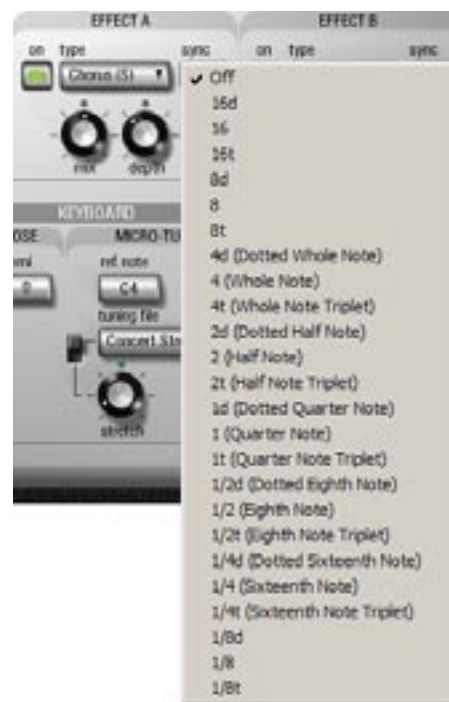 EFFECT A EFFECT B
on type sync on type sync
Chorus (S)
mix depth
KEYBOARD
MICRO-TU
ref. note
C4
tuning file
Concert
stretch
Off
16d
16
16t
8d
8
8t
4d (Dotted Whole Note)
4 (Whole Note)
4t (Whole Note Triplet)
2d (Dotted Half Note)
2 (Half Note)
2t (Half Note Triplet)
1d (Dotted Quarter Note)
1 (Quarter Note)
1t (Quarter Note Triplet)
1/2d (Dotted Eighth Note)
1/2 (Eighth Note)
1/2t (Eighth Note Triplet)
1/4d (Dotted Sixteenth Note)
1/4 (Sixteenth Note)
1/4t (Sixteenth Note Triplet)
1/8d
1/8
1/8t